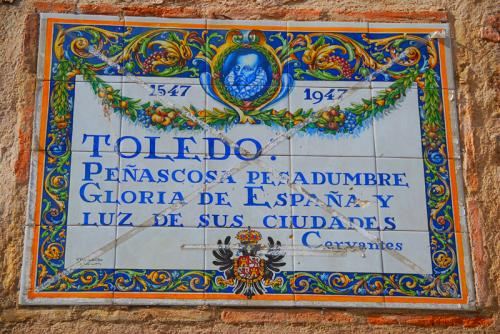 1547 1947
TOLEDO.
PEÑASCOSA PESADUMBRE
GLORIA DE ESPAÑA Y
LUZ DE SUS CIUDADES
CERVANTES